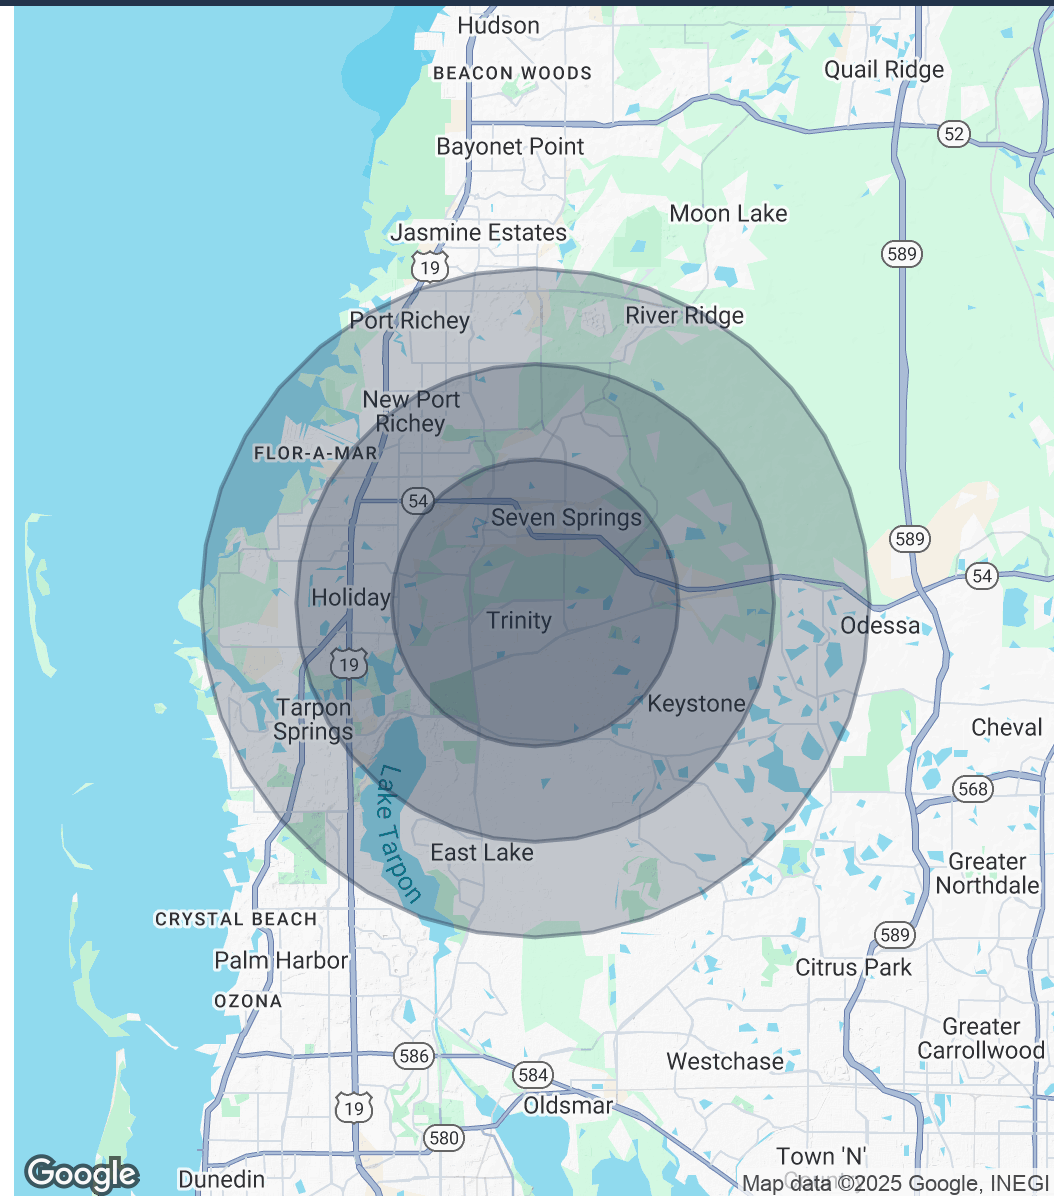 Hudson
BEACON WOODS
Quail Ridge
52
Bayonet Point
Moon Lake
Jasmine Estates
589
19
Port Richey
River Ridge
New Port
Richey
FLOR-A-MAR
54
Seven Springs
589
54
Holiday
Trinity
Odessa
19
Keystone
Tarpon
Springs
Cheval
Lake Tarpon
568
East Lake
Greater
Northdale
CRYSTAL BEACH
589
Palm Harbor
Citrus Park
OZONA
Greater
Carrollwood
586
Westchase
584
19
Oldsmar
580
Town 'N'
Google
Dunedin
Map data ©2025 Google, INEGI